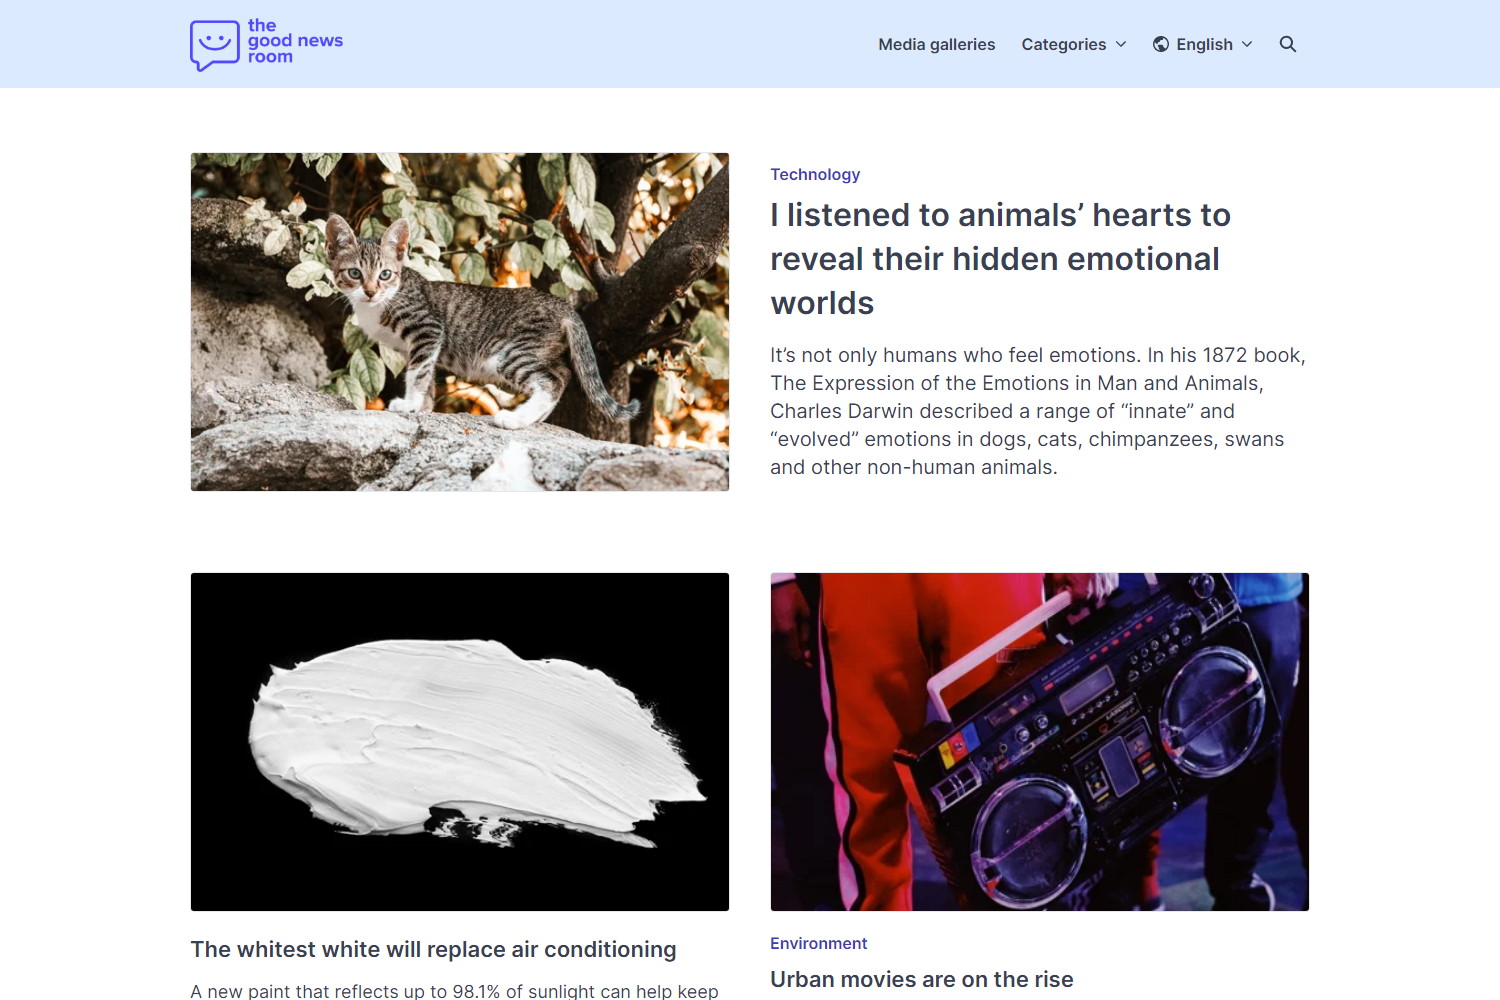 the
good news
room
Media galleries
Categories
English
Technology
I listened to animals’ hearts to
reveal their hidden emotional
worlds
It’s not only humans who feel emotions. In his 1872 book,
The Expression of the Emotions in Man and Animals,
Charles Darwin described a range of “innate” and
“evolved” emotions in dogs, cats, chimpanzees, swans
and other non-human animals.
LASONIC
The whitest white will replace air conditioning
A new paint that reflects up to 98.1% of sunlight can help keep
Environment
Urban movies are on the rise